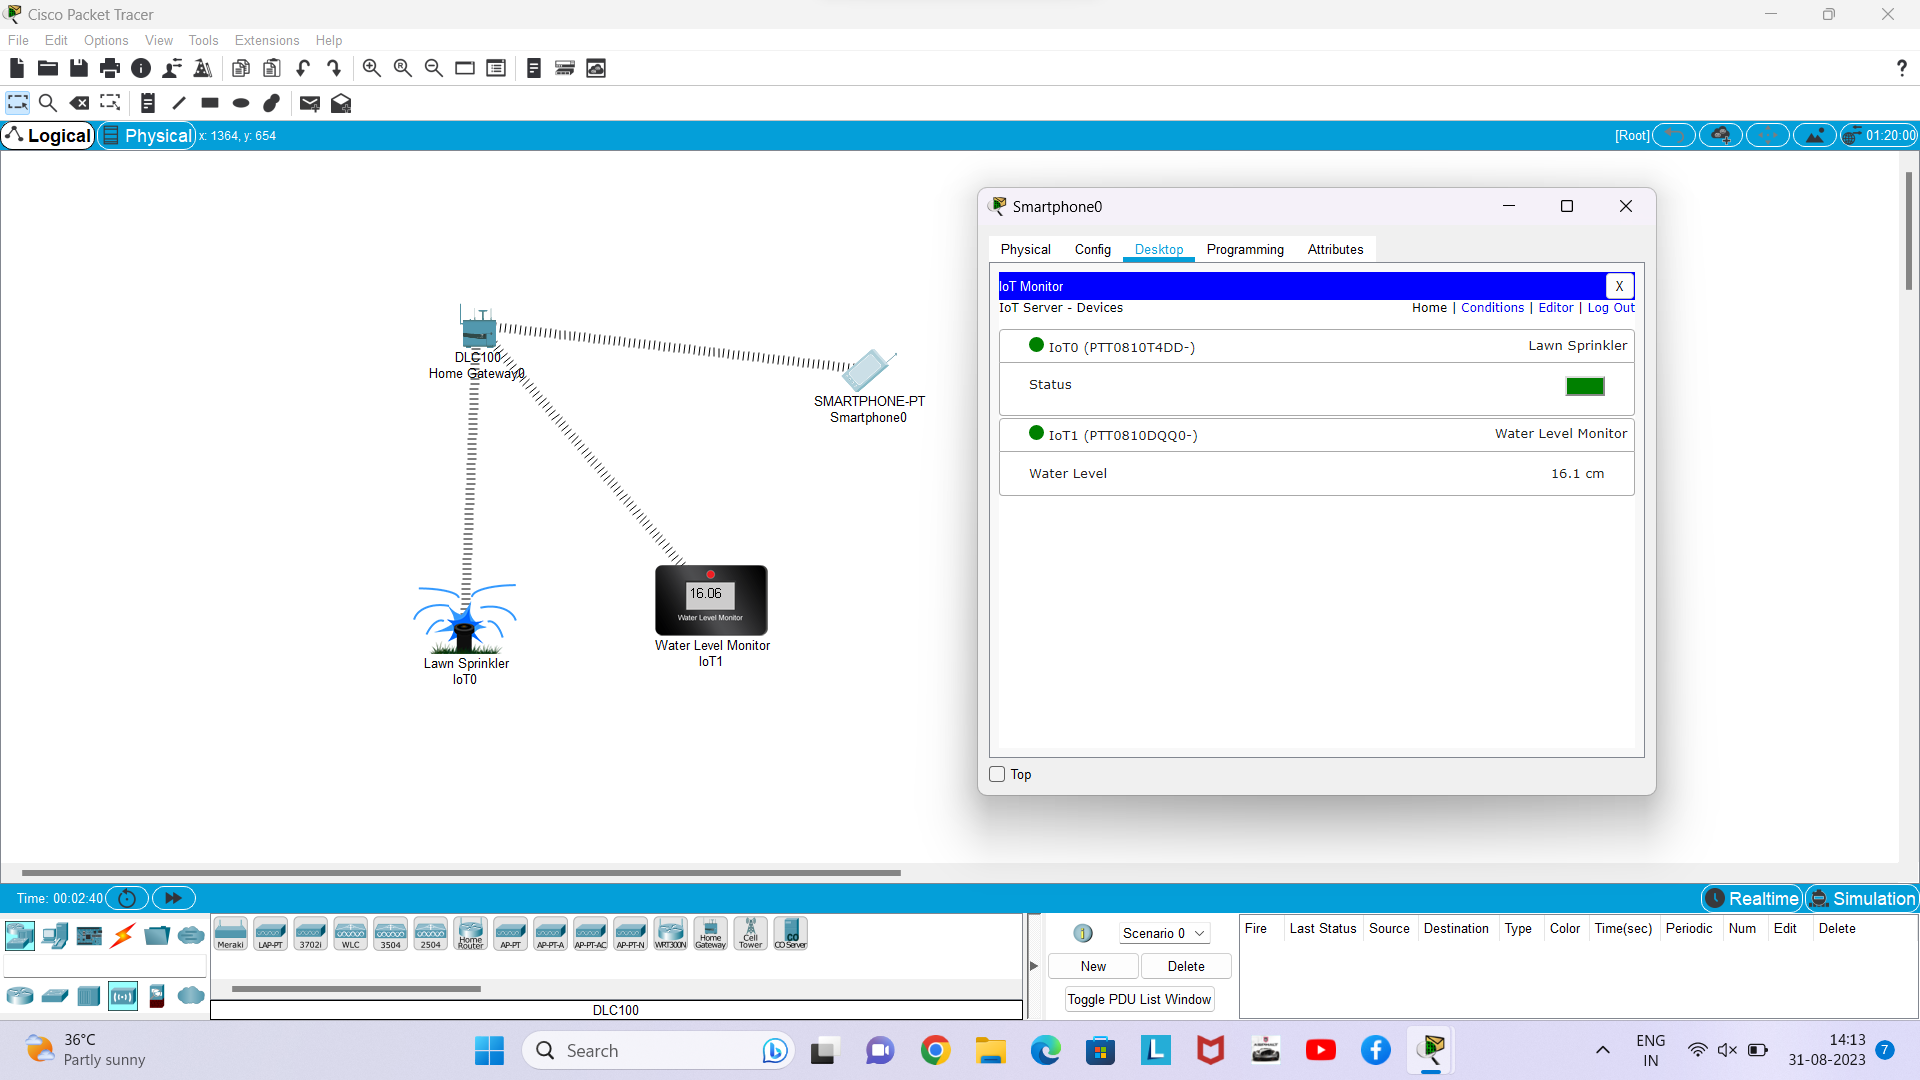 Cisco Packet Tracer
File Edit Options View Tools Extensions Help
?
Logical Physical x: 1364, y: 654
[Root] 01:20:00
DLC100
Home Gateway0
SMARTPHONE-PT
Smartphone0
16.06
Water Level Monitor
Water Level Monitor
IoT1
Lawn Sprinkler
IoT0
Smartphone0
Physical Config Desktop Programming Attributes
IoT Monitor X
IoT Server - Devices Home | Conditions | Editor | Log Out
IoT0 (PTT0810T4DD-) Lawn Sprinkler
Status
IoT1 (PTT0810DQQ0-) Water Level Monitor
Water Level 16.1 cm
Top
Time: 00:02:40 Realtime Simulation
Meraki LAP-PT 3702i WLC 3504 2504 Home Router AP-PT AP-PT-A AP-PT-AC AP-PT-N WRT300N Home Gateway Cell Tower CO Server
DLC100
1 Scenario 0
New Delete
Toggle PDU List Window
Fire Last Status Source Destination Type Color Time(sec) Periodic Num Edit Delete
36°C
Partly sunny
Search
ENG
IN
14:13
31-08-2023
7